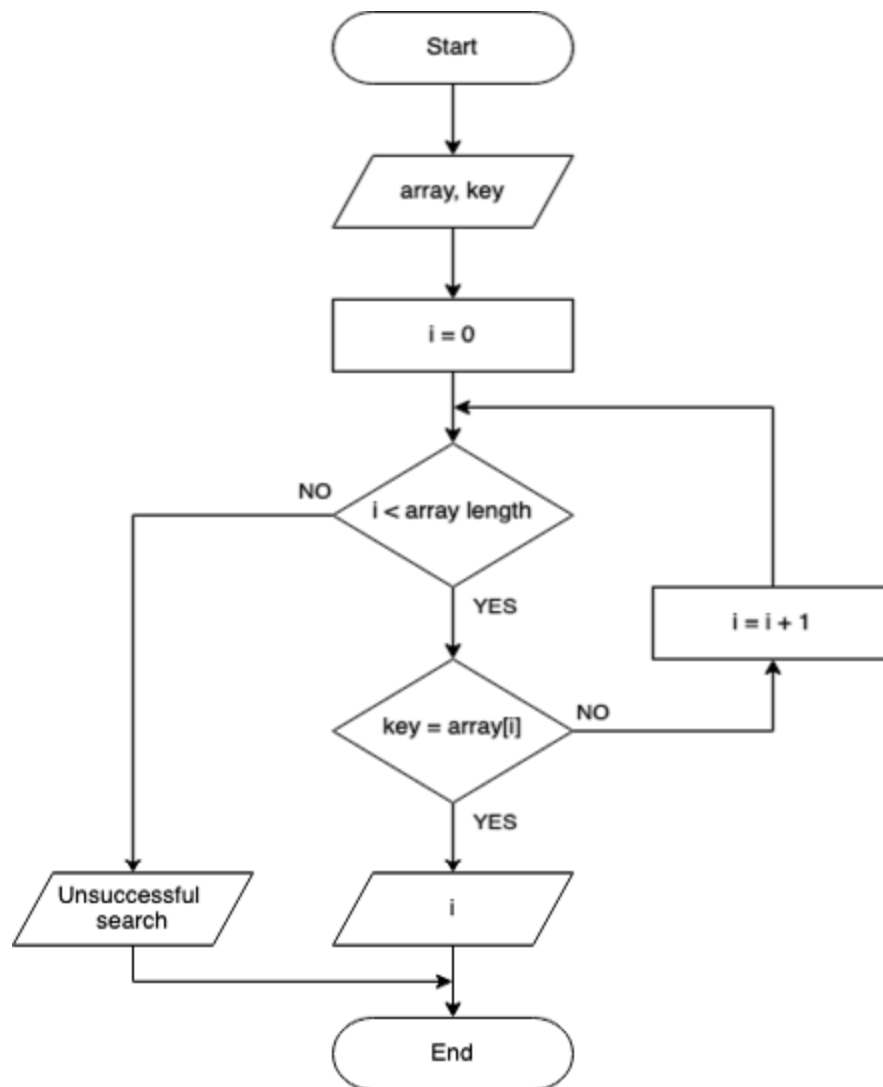 Start
array, key
i = 0
NO
i < array length
YES
i = i + 1
key = array[i]
NO
YES
Unsuccessful
search
i
End